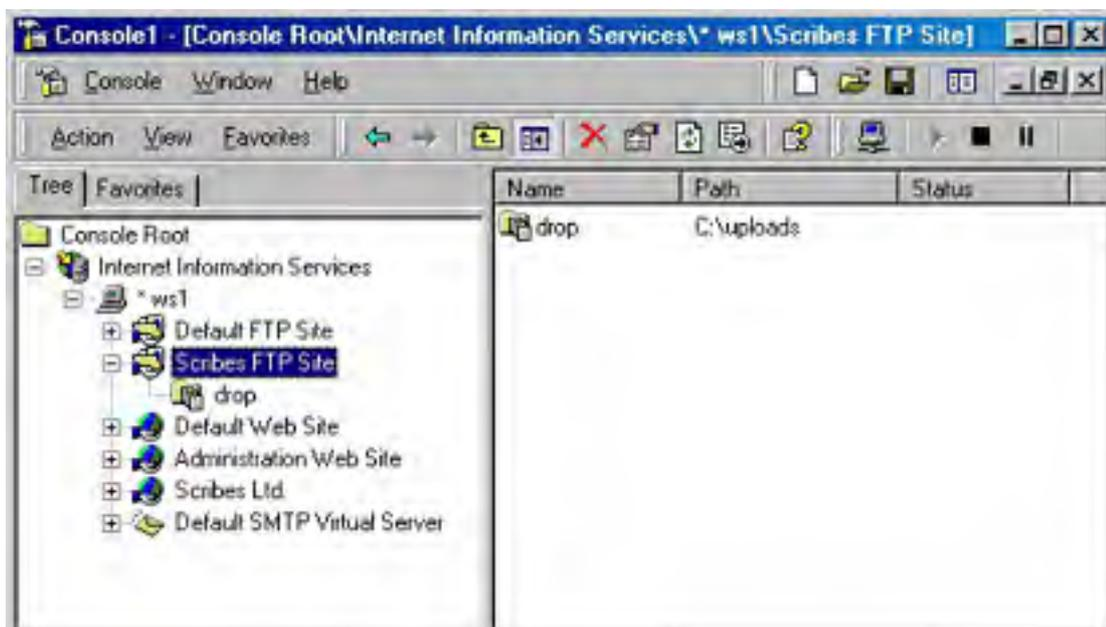 Console1 - [Console Root\Internet Information Services\* ws1\Scribes FTP Site]
Console Window Help
Action View Favorites
Tree Favorites
Name Path Status
Console Root
Internet Information Services
* ws1
Default FTP Site
Scribes FTP Site
drop
Default Web Site
Administration Web Site
Scribes Ltd
Default SMTP Virtual Server
drop C:\uploads